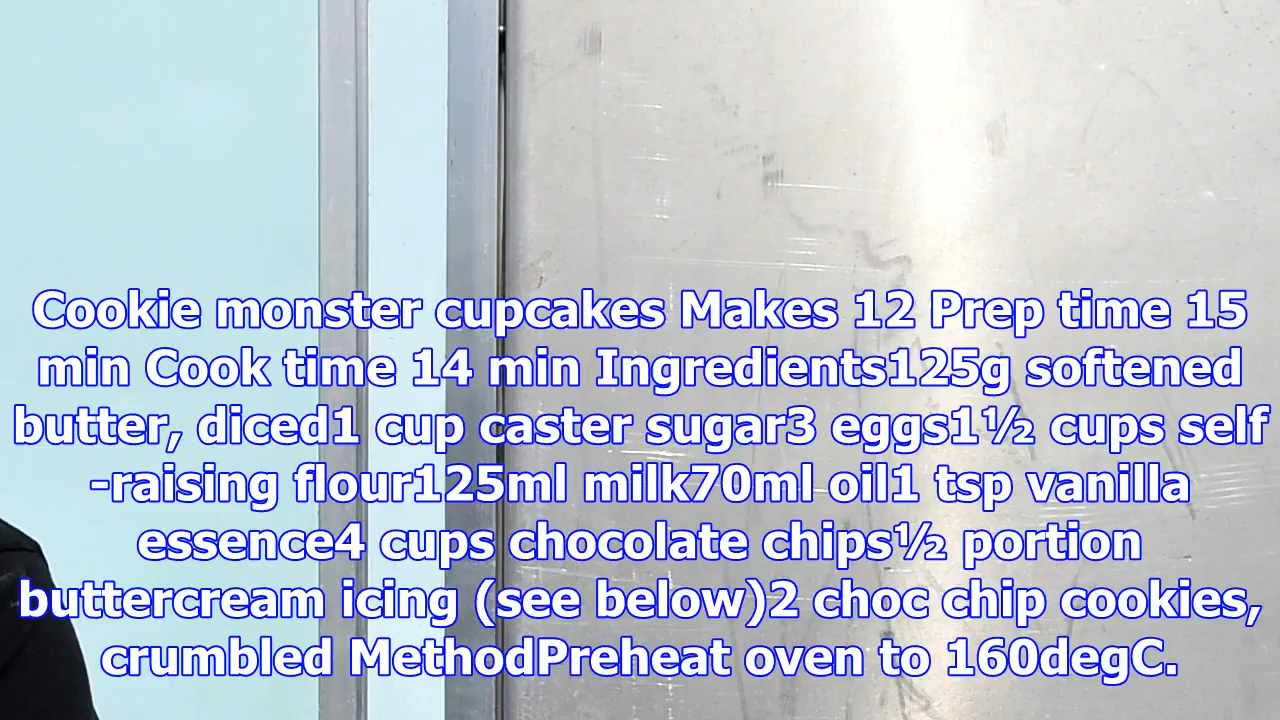 Cookie monster cupcakes Makes 12 Prep time 15
min Cook time 14 min Ingredients125g softened
butter, diced1 cup caster sugar3 eggs1½ cups self
-raising flour125ml milk70ml oil1 tsp vanilla
essence4 cups chocolate chips½ portion
buttercream icing (see below)2 choc chip cookies,
crumbled MethodPreheat oven to 160degC.